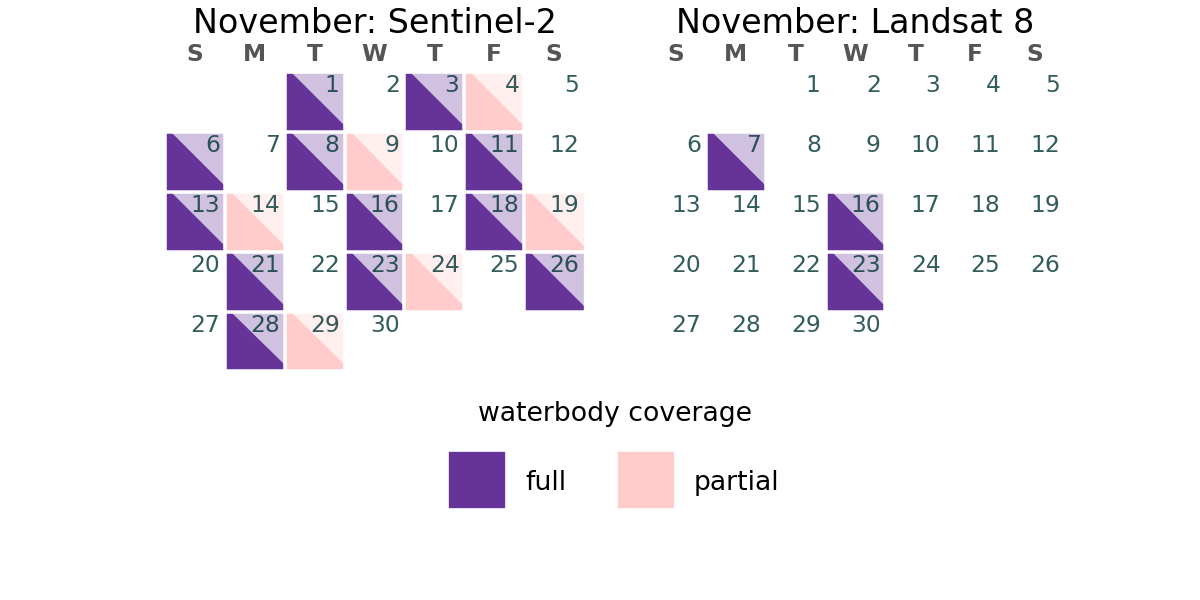 November: Sentinel-2
S M T W T F S
1 2 3 4 5
6 7 8 9 10 11 12
13 14 15 16 17 18 19
20 21 22 23 24 25 26
27 28 29 30
November: Landsat 8
S M T W T F S
1 2 3 4 5
6 7 8 9 10 11 12
13 14 15 16 17 18 19
20 21 22 23 24 25 26
27 28 29 30
waterbody coverage
full
partial